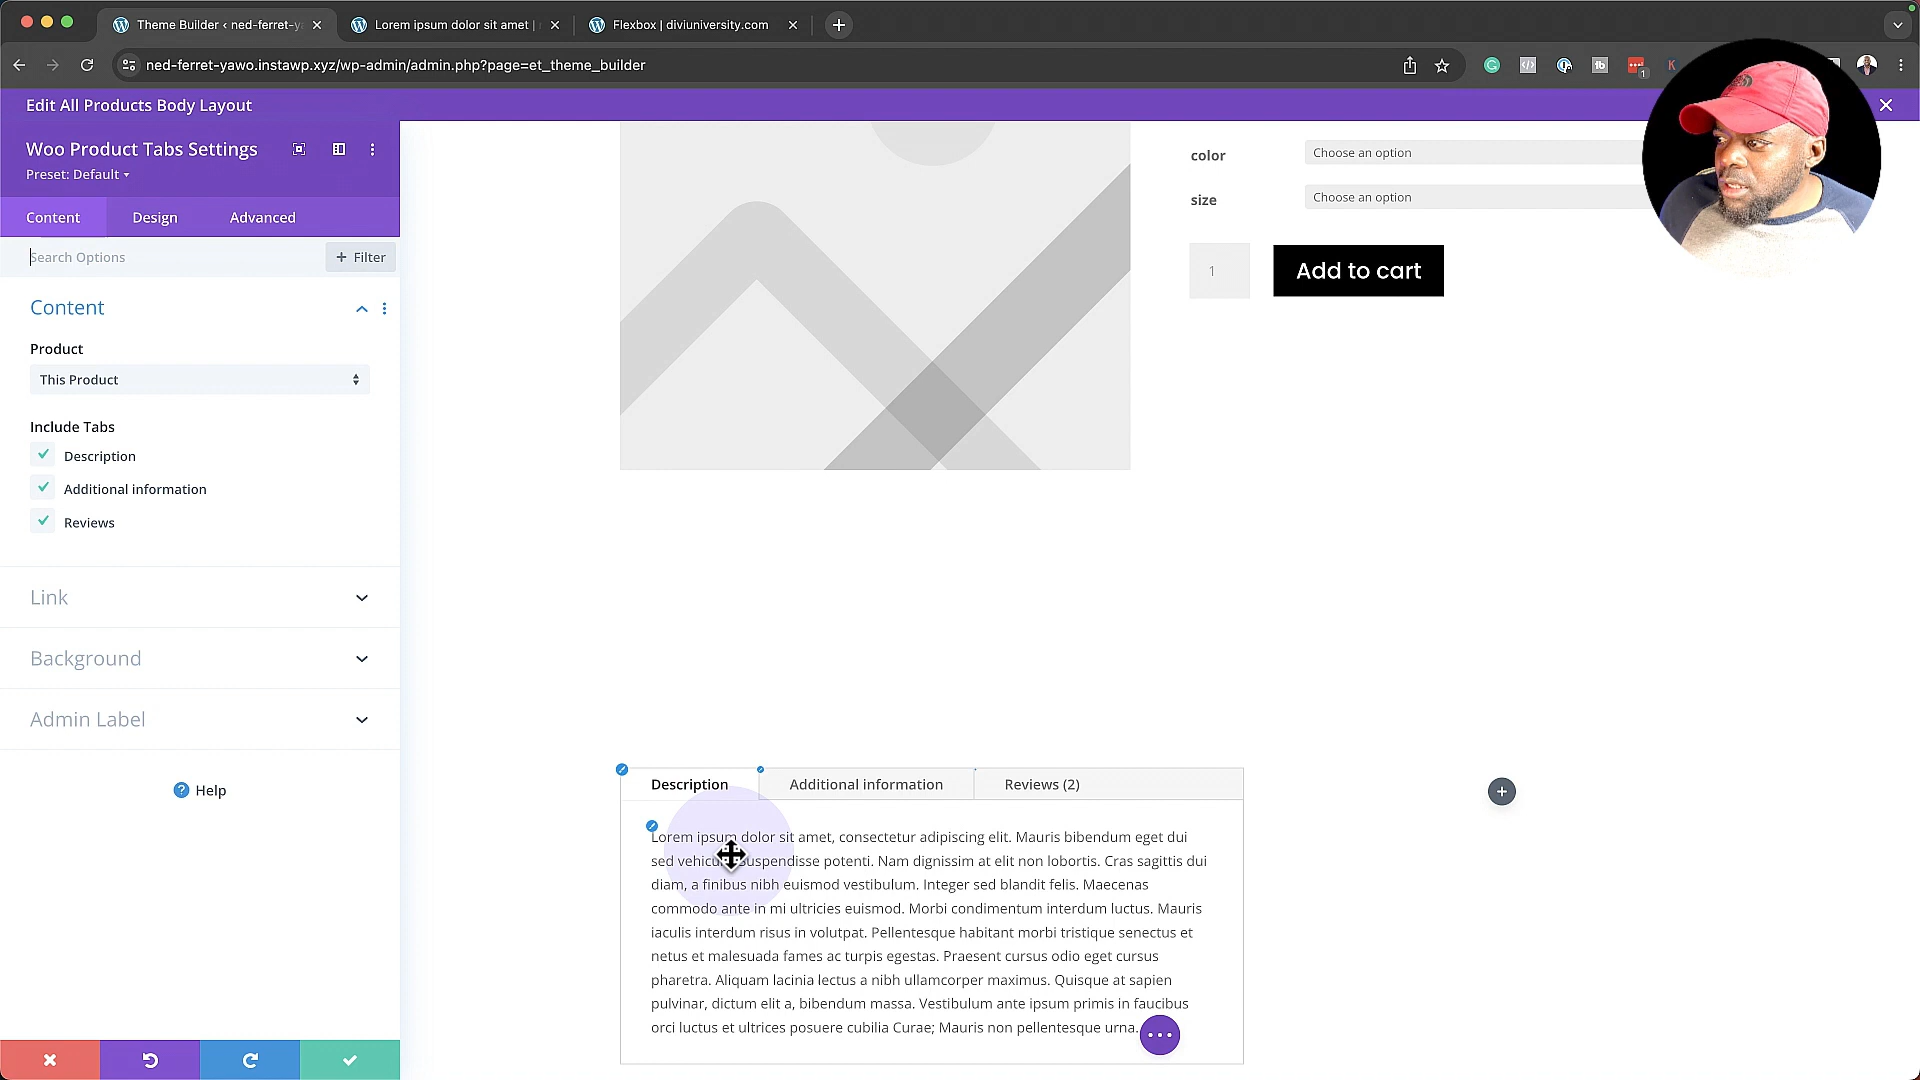 Theme Builder ‹ ned-ferret-ya
Lorem ipsum dolor sit amet |
Flexbox | diviuniversity.com
ned-ferret-yawo.instawp.xyz/wp-admin/admin.php?page=et_theme_builder
Edit All Products Body Layout
Woo Product Tabs Settings
Preset: Default
Content
Design
Advanced
Search Options
+ Filter
Content
Product
This Product
Include Tabs
Description
Additional information
Reviews
Link
Background
Admin Label
Help
color
Choose an option
size
Choose an option
1
Add to cart
Description
Additional information
Reviews (2)
Lorem ipsum dolor sit amet, consectetur adipiscing elit. Mauris bibendum eget dui
sed vehicu suspendisse potenti. Nam dignissim at elit non lobortis. Cras sagittis dui
diam, a finibus nibh euismod vestibulum. Integer sed blandit felis. Maecenas
commodo ante in mi ultricies euismod. Morbi condimentum interdum luctus. Mauris
iaculis interdum risus in volutpat. Pellentesque habitant morbi tristique senectus et
netus et malesuada fames ac turpis egestas. Praesent cursus odio eget cursus
pharetra. Aliquam lacinia lectus a nibh ullamcorper maximus. Quisque at sapien
pulvinar, dictum elit a, bibendum massa. Vestibulum ante ipsum primis in faucibus
orci luctus et ultrices posuere cubilia Curae; Mauris non pellentesque urna.